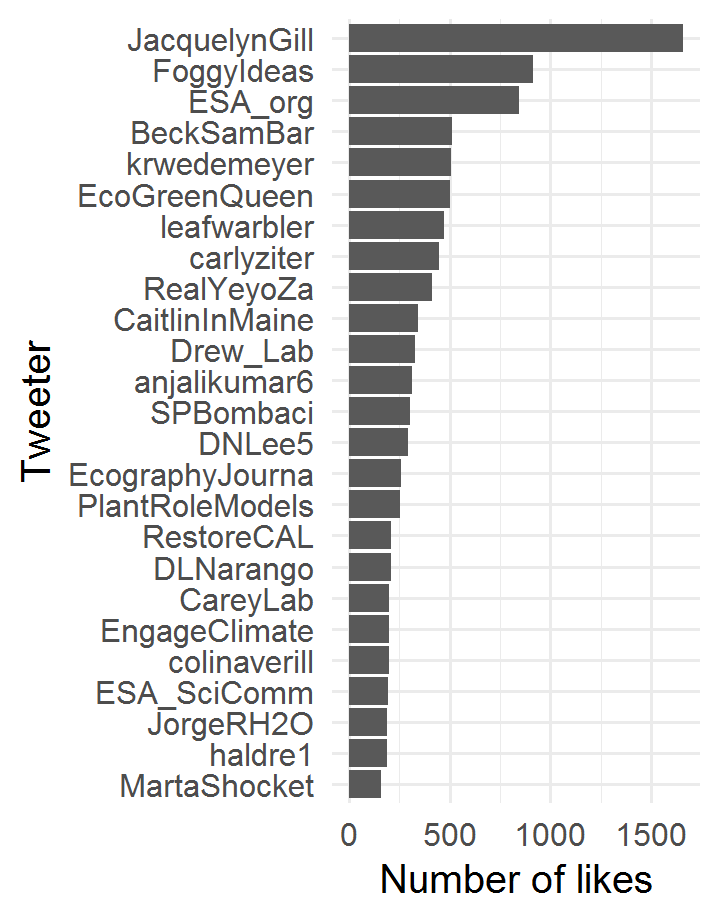 JacquelynGill
FoggyIdeas
ESA_org
BeckSamBar
krwedemeyer
EcoGreenQueen
leafwarbler
carlyziter
RealYeyoZa
CaitlinInMaine
Drew_Lab
anjalikumar6
SPBombaci
DNLee5
EcographyJourna
PlantRoleModels
RestoreCAL
DLNarango
CareyLab
EngageClimate
colinaverill
ESA_SciComm
JorgeRH2O
haldre1
MartaShocket
Tweeter
0 500 1000 1500
Number of likes